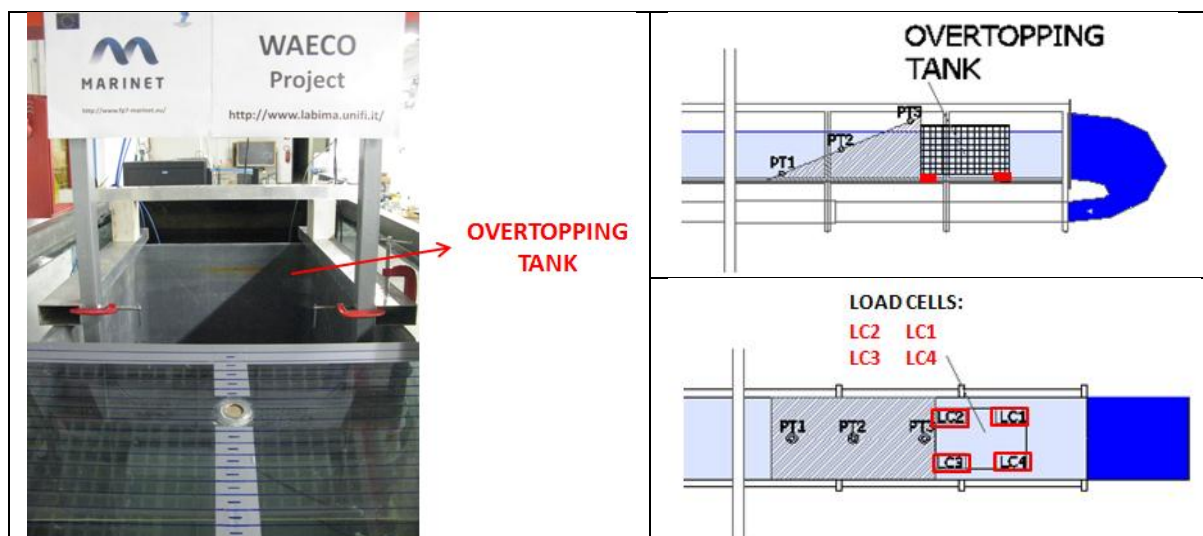 MARINET
http://www.fp7-marinet.eu/
WAECO
Project
http://www.labima.unifi.it/
OVERTOPPING
TANK
OVERTOPPING
TANK
PT3
PT2
PT1
LOAD CELLS:
LC2 LC1
LC3 LC4
LC2 LC1
PT1 PT2 PT3
LC3 LC4